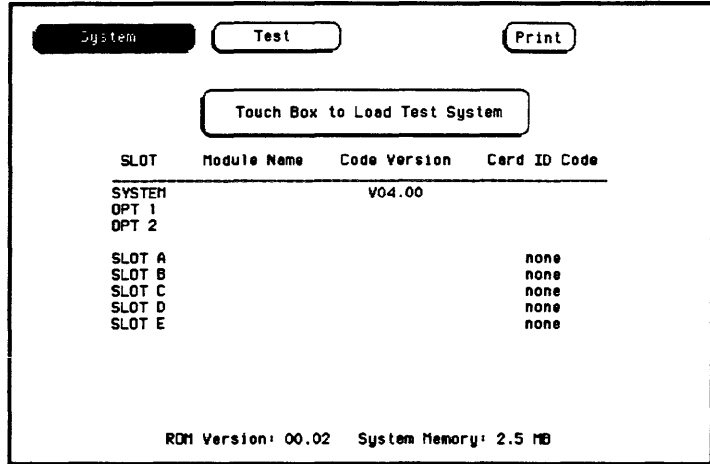 System Test Print
Touch Box to Load Test System
SLOT Module Name Code Version Card ID Code
SYSTEM V04.00
OPT 1
OPT 2
SLOT A none
SLOT B none
SLOT C none
SLOT D none
SLOT E none
ROM Version: 00.02 System Memory: 2.5 MB